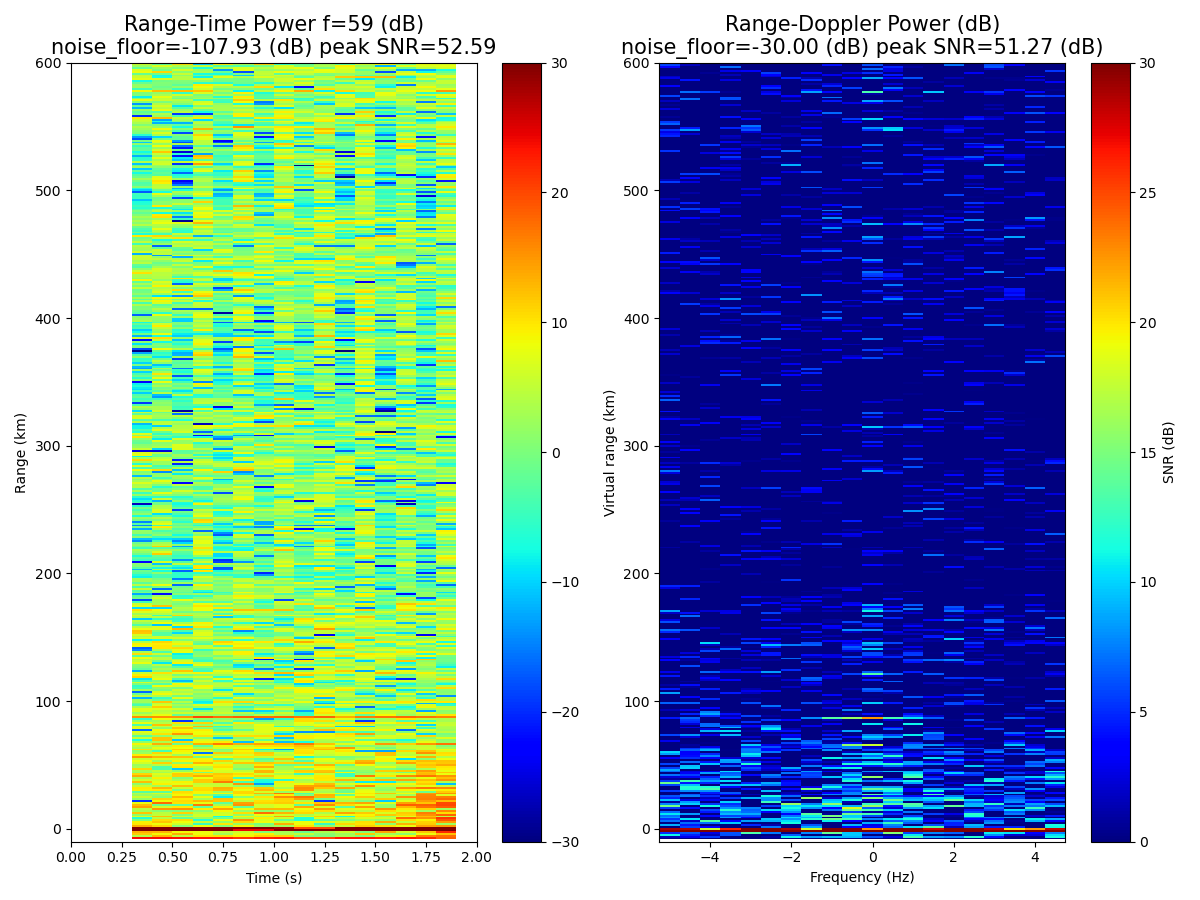 Range-Time Power f=59 (dB)
noise_floor=-107.93 (dB) peak SNR=52.59
Range (km)
600
500
400
300
200
100
0
0.00 0.25 0.50 0.75 1.00 1.25 1.50 1.75 2.00
Time (s)
30
20
10
0
−10
−20
−30
Range-Doppler Power (dB)
noise_floor=-30.00 (dB) peak SNR=51.27 (dB)
Virtual range (km)
600
500
400
300
200
100
0
−4 −2 0 2 4
Frequency (Hz)
30
25
20
15
10
5
0
SNR (dB)